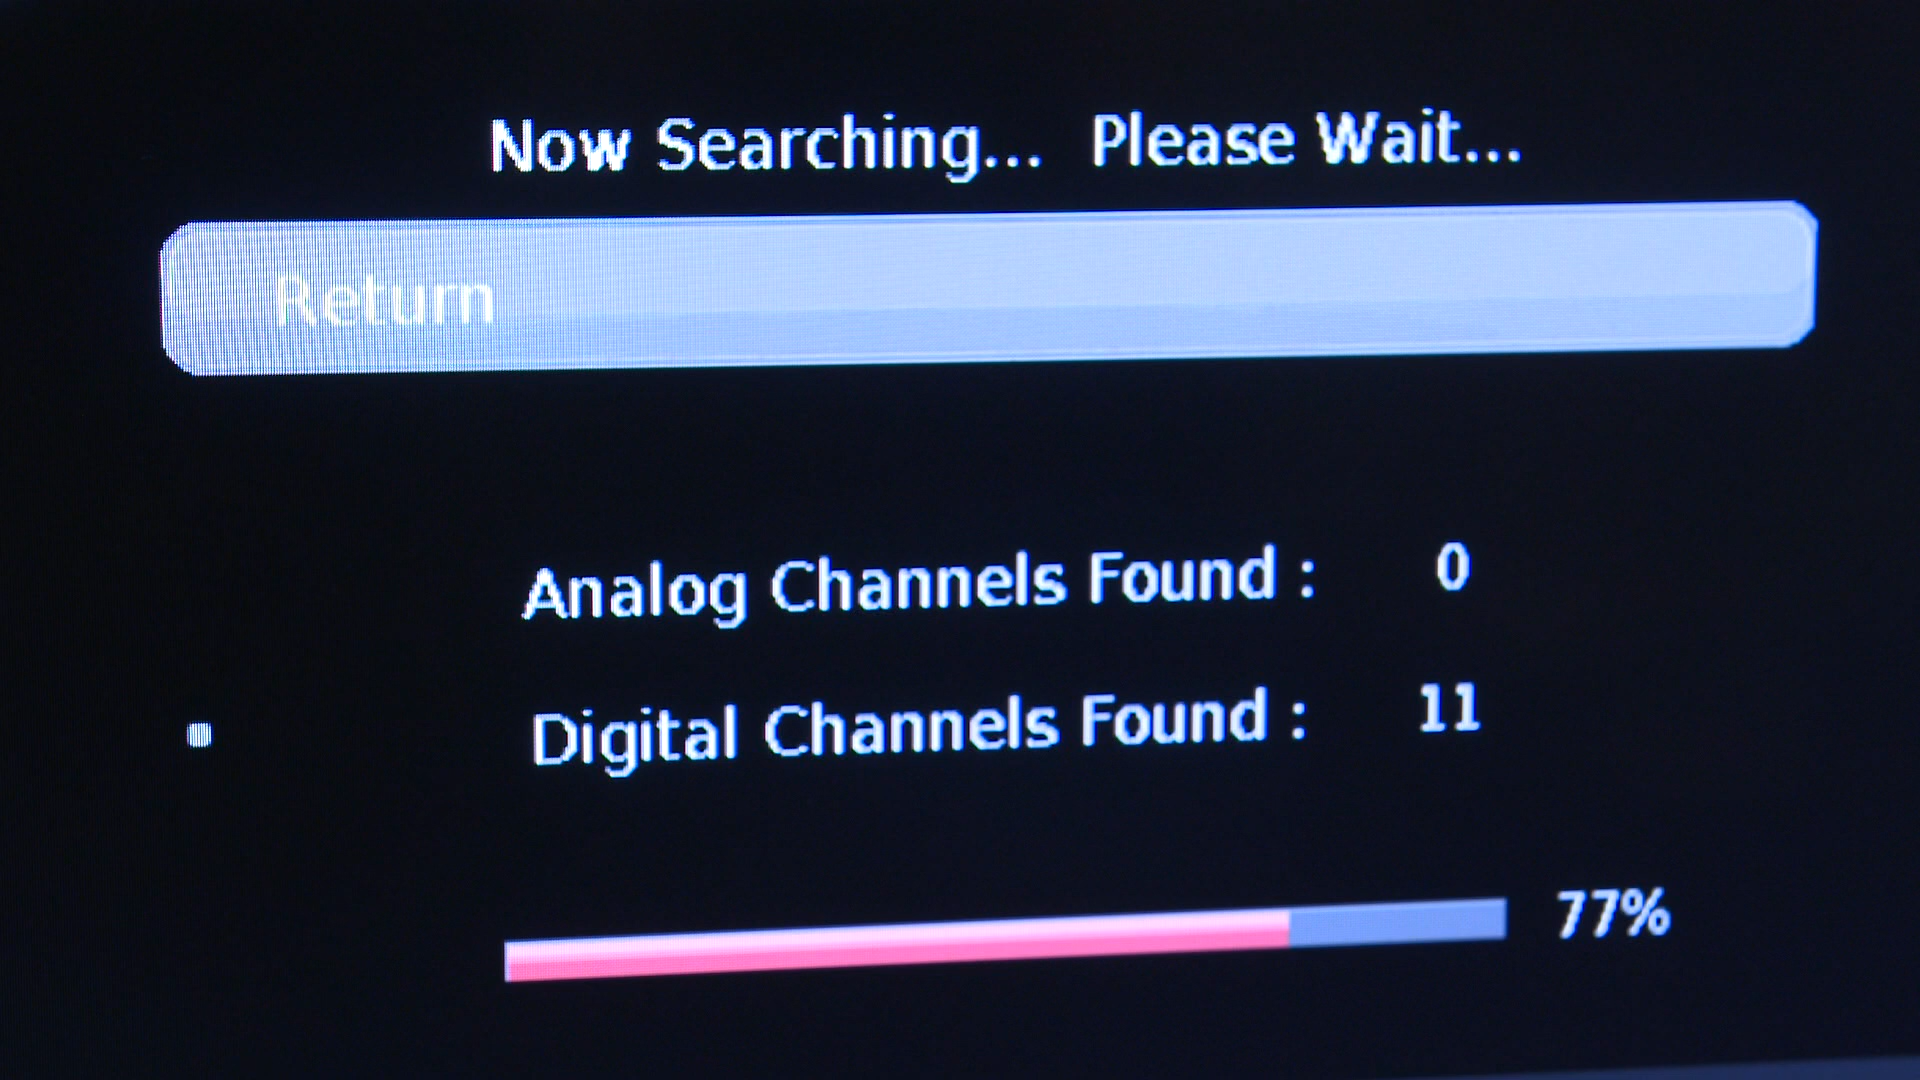 Now Searching... Please Wait...
Return
Analog Channels Found : 0
Digital Channels Found : 11
77%